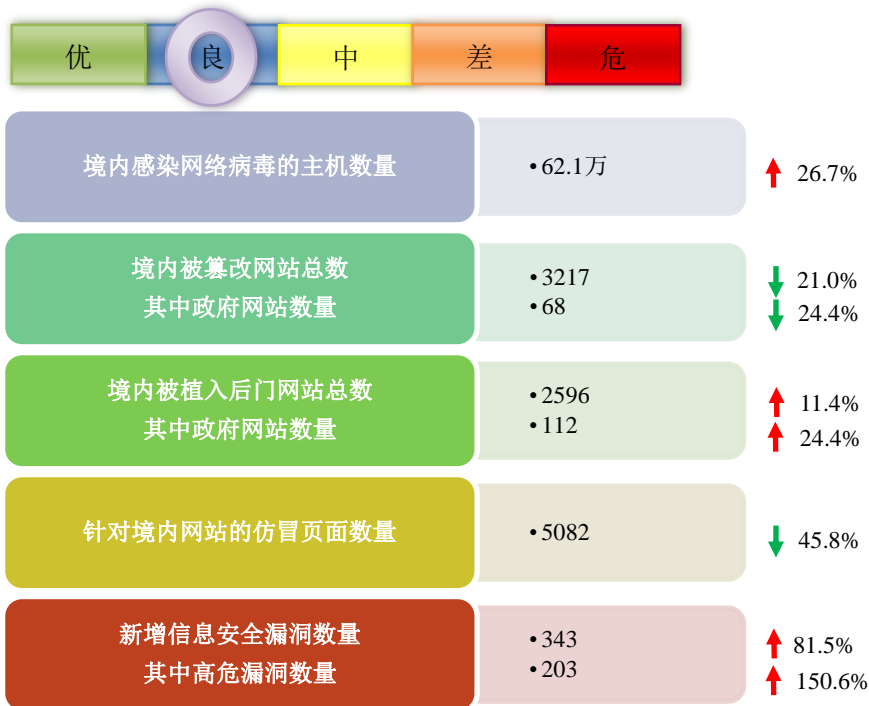 优 良 中 差 危
境内感染网络病毒的主机数量 •62.1万 26.7%
境内被篡改网站总数 •3217 21.0%
其中政府网站数量 •68 24.4%
境内被植入后门网站总数 •2596 11.4%
其中政府网站数量 •112 24.4%
针对境内网站的仿冒页面数量 •5082 45.8%
新增信息安全漏洞数量 •343 81.5%
其中高危漏洞数量 •203 150.6%